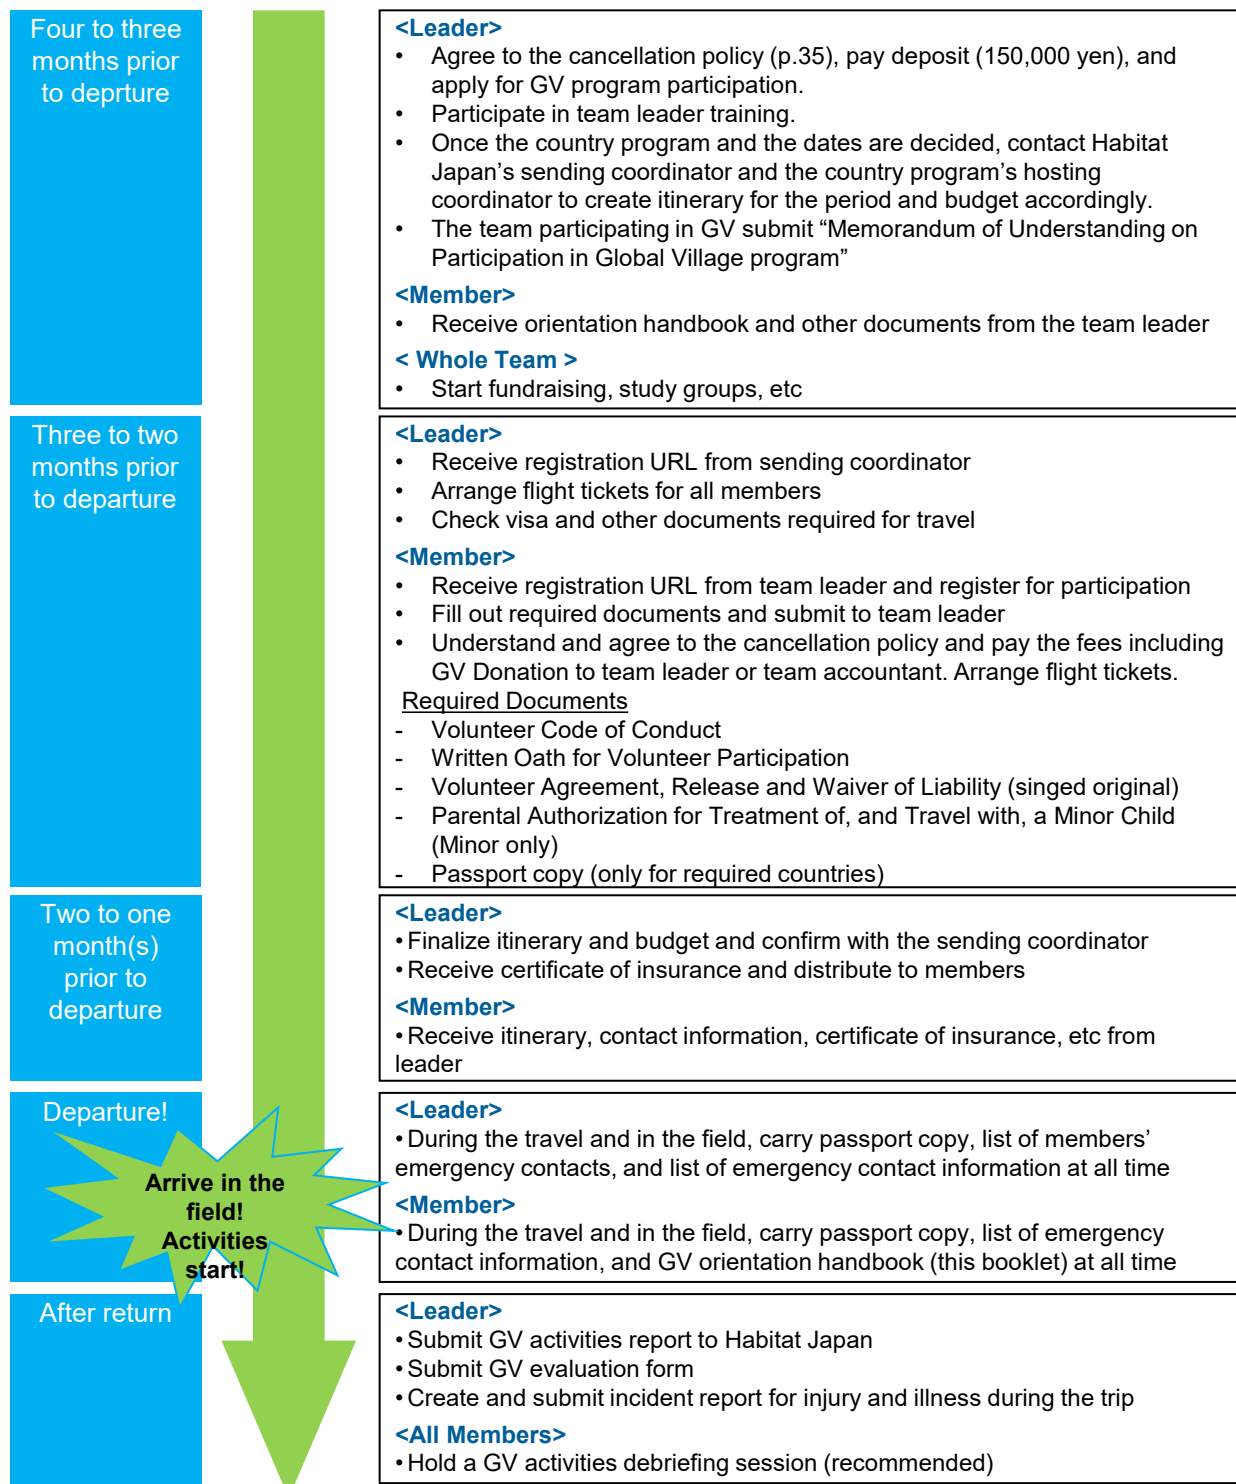 Four to three
months prior
to deprture
<Leader>
• Agree to the cancellation policy (p.35), pay deposit (150,000 yen), and
apply for GV program participation.
• Participate in team leader training.
• Once the country program and the dates are decided, contact Habitat
Japan's sending coordinator and the country program's hosting
coordinator to create itinerary for the period and budget accordingly.
• The team participating in GV submit “Memorandum of Understanding on
Participation in Global Village program”
<Member>
• Receive orientation handbook and other documents from the team leader
< Whole Team >
• Start fundraising, study groups, etc
Three to two
months prior
to departure
<Leader>
• Receive registration URL from sending coordinator
• Arrange flight tickets for all members
• Check visa and other documents required for travel
<Member>
• Receive registration URL from team leader and register for participation
• Fill out required documents and submit to team leader
• Understand and agree to the cancellation policy and pay the fees including
GV Donation to team leader or team accountant. Arrange flight tickets.
Required Documents
- Volunteer Code of Conduct
- Written Oath for Volunteer Participation
- Volunteer Agreement, Release and Waiver of Liability (singed original)
- Parental Authorization for Treatment of, and Travel with, a Minor Child
(Minor only)
- Passport copy (only for required countries)
Two to one
month(s)
prior to
departure
<Leader>
• Finalize itinerary and budget and confirm with the sending coordinator
• Receive certificate of insurance and distribute to members
<Member>
• Receive itinerary, contact information, certificate of insurance, etc from
leader
Departure!
Arrive in the
field!
Activities
start!
<Leader>
• During the travel and in the field, carry passport copy, list of members’
emergency contacts, and list of emergency contact information at all time
<Member>
• During the travel and in the field, carry passport copy, list of emergency
contact information, and GV orientation handbook (this booklet) at all time
After return
<Leader>
• Submit GV activities report to Habitat Japan
• Submit GV evaluation form
• Create and submit incident report for injury and illness during the trip
<All Members>
• Hold a GV activities debriefing session (recommended)